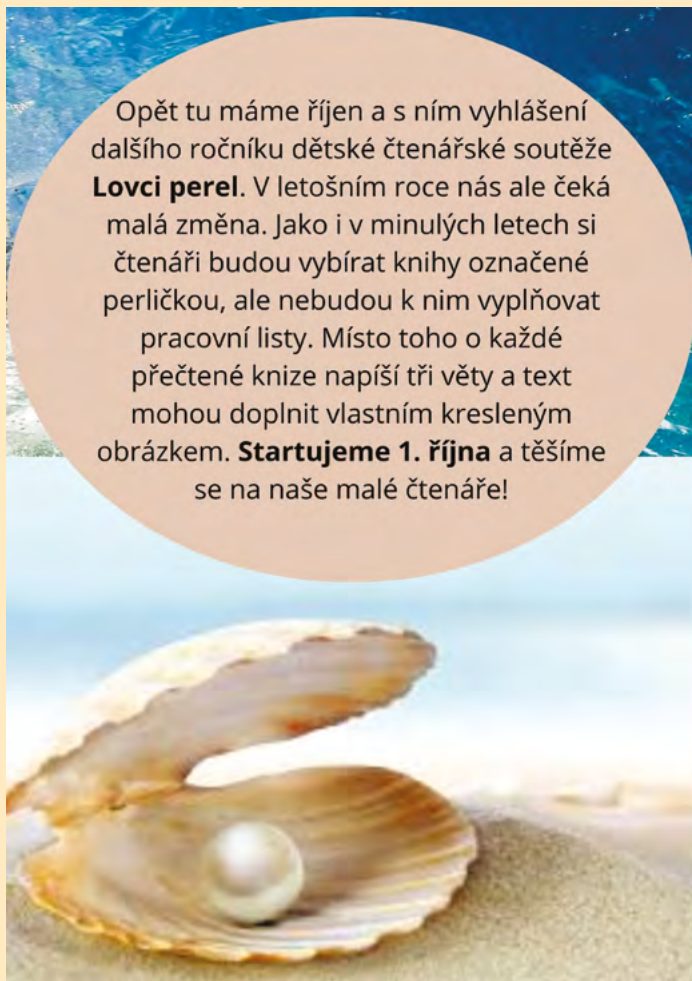 Opět tu máme říjen a s ním vyhlášení
dalšího ročníku dětské čtenářské soutěže
Lovci perel. V letošním roce nás ale čeká
malá změna. Jako i v minulých letech si
čtenáři budou vybírat knihy označené
perličkou, ale nebudou k nim vyplňovat
pracovní listy. Místo toho o každé
přečtené knize napíší tři věty a text
mohou doplnit vlastním kresleným
obrázkem. Startujeme 1. října a těšíme
se na naše malé čtenáře!